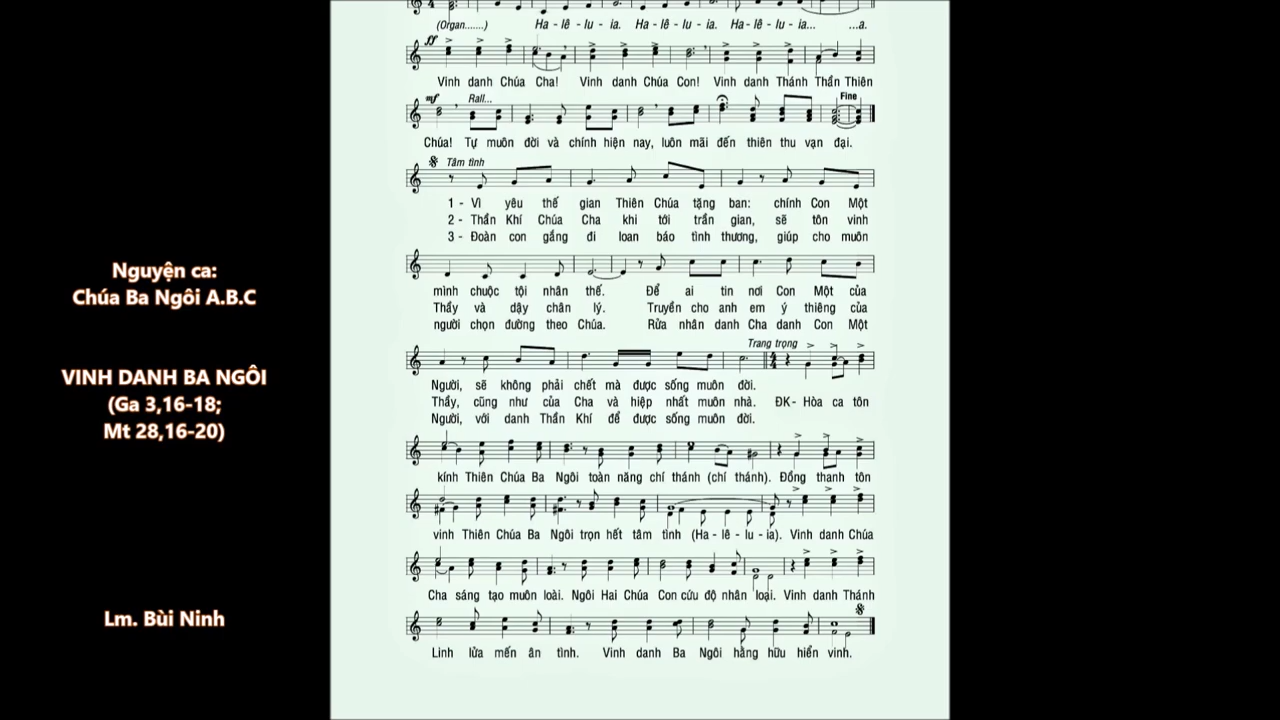 Nguyện ca:
Chúa Ba Ngôi A.B.C
VINH DANH BA NGÔI
(Ga 3,16-18;
Mt 28,16-20)
Lm. Bùi Ninh
(Organ.......) Ha - lê - lu - ia. Ha - lê - lu - ia. Ha - lê - lu - ia... ...a.
ff
Vinh danh Chúa Cha! Vinh danh Chúa Con! Vinh danh Thánh Thần Thiên
mf Rall... Fine
Chúa! Tự muôn đời và chính hiện nay, luôn mãi đến thiên thu vạn đại.
Tâm tình
1 - Vì yêu thế gian Thiên Chúa tặng ban: chính Con Một
2 - Thần Khí Chúa Cha khi tới trần gian, sẽ tôn vinh
3 - Đoàn con gắng đi loan báo tình thương, giúp cho muôn
mình chuộc tội nhân thế. Để ai tin nơi Con Một của
Thầy và dậy chân lý. Truyền cho anh em ý thiêng của
người chọn đường theo Chúa. Rửa nhân danh Cha danh Con Một
Trang trọng
Người, sẽ không phải chết mà được sống muôn đời.
Thầy, cũng như của Cha và hiệp nhất muôn nhà. ĐK- Hòa ca tôn
Người, với danh Thần Khí để được sống muôn đời.
kính Thiên Chúa Ba Ngôi toàn năng chí thánh (chí thánh). Đồng thanh tôn
vinh Thiên Chúa Ba Ngôi trọn hết tâm tình (Ha - lê - lu - ia). Vinh danh Chúa
Cha sáng tạo muôn loài. Ngôi Hai Chúa Con cứu độ nhân loại. Vinh danh Thánh
Linh lửa mến ân tình. Vinh danh Ba Ngôi hằng hữu hiển vinh.